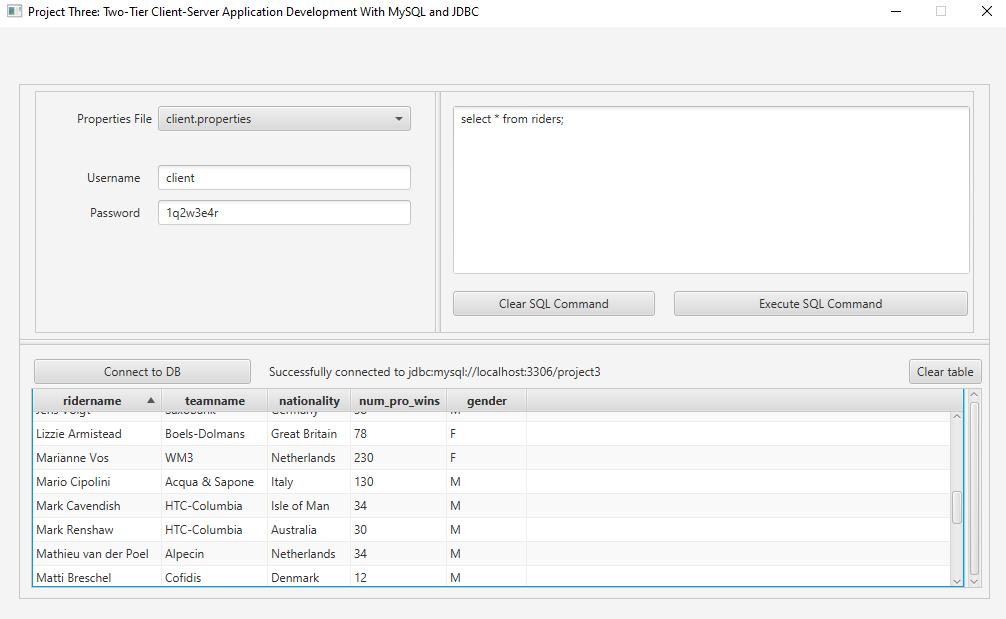 Project Three: Two-Tier Client-Server Application Development With MySQL and JDBC
Properties File client.properties
Username client
Password 1q2w3e4r
select * from riders;
Clear SQL Command Execute SQL Command
Connect to DB Successfully connected to jdbc:mysql://localhost:3306/project3 Clear table
ridername teamname nationality num_pro_wins gender
Jens Voigt Saxobank Germany M
Lizzie Armistead Boels-Dolmans Great Britain 78 F
Marianne Vos WM3 Netherlands 230 F
Mario Cipolini Acqua & Sapone Italy 130 M
Mark Cavendish HTC-Columbia Isle of Man 34 M
Mark Renshaw HTC-Columbia Australia 30 M
Mathieu van der Poel Alpecin Netherlands 34 M
Matti Breschel Cofidis Denmark 12 M